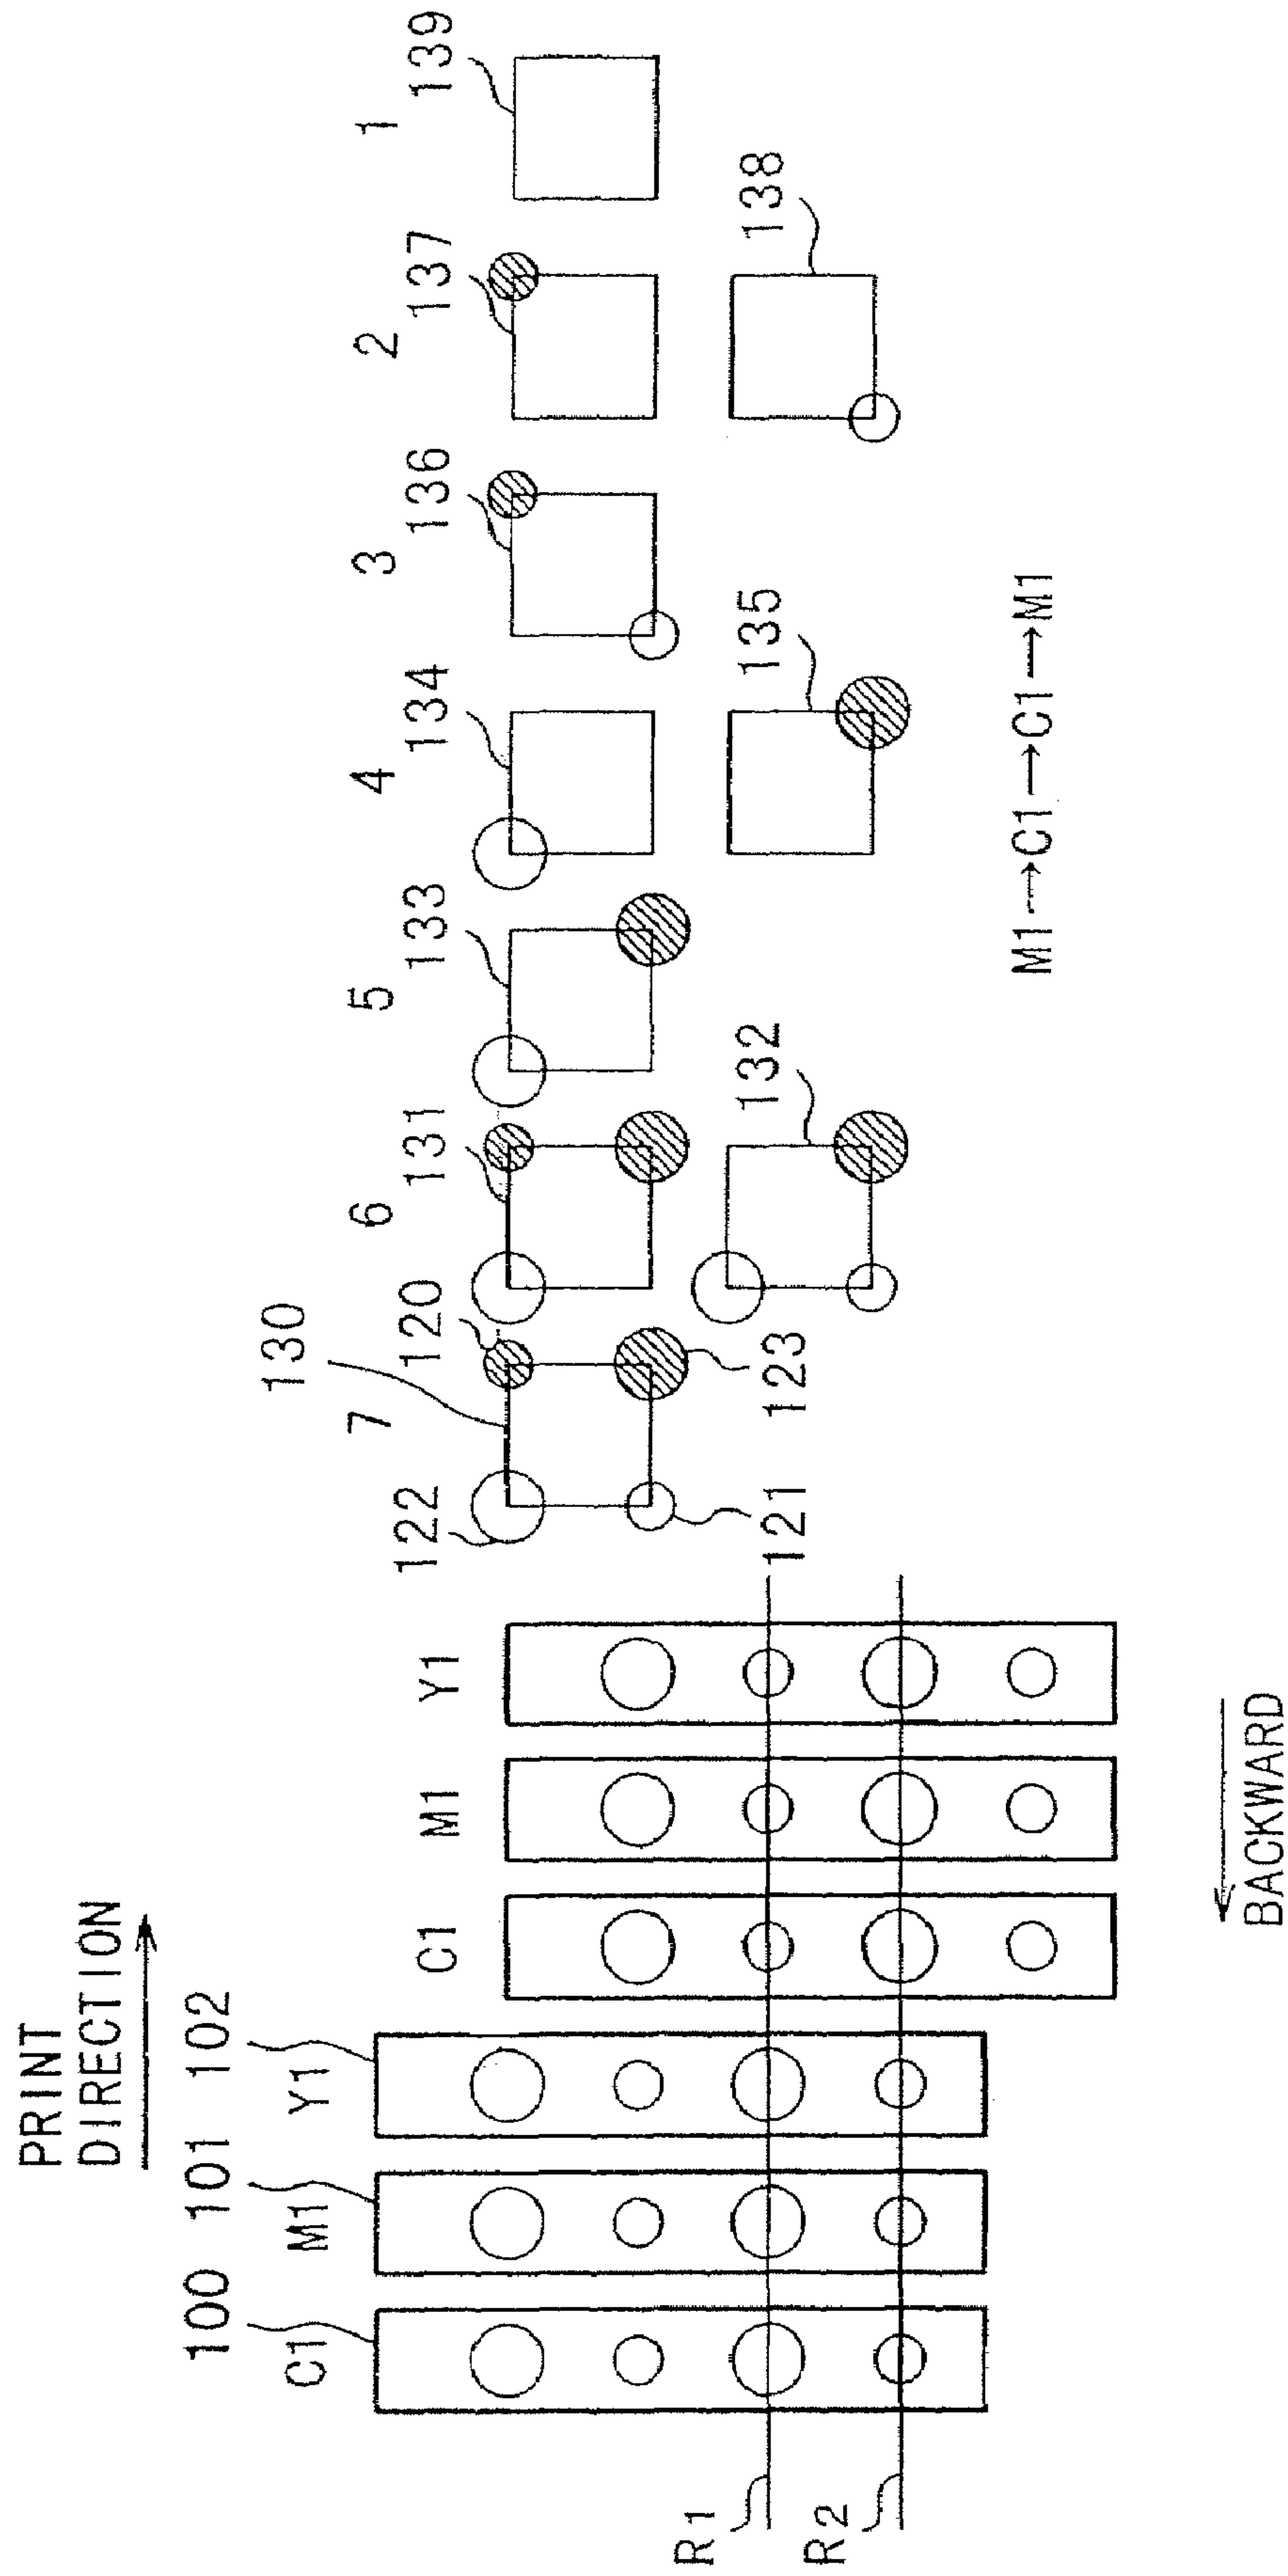 PRINT
DIRECTION
100
101
102
C1
M1
Y1
C1
M1
Y1
R1
R2
BACKWARD
130
122
120
121
123
7
6
5
4
3
2
1
131
132
133
134
135
136
137
138
139
M1→C1→C1→M1